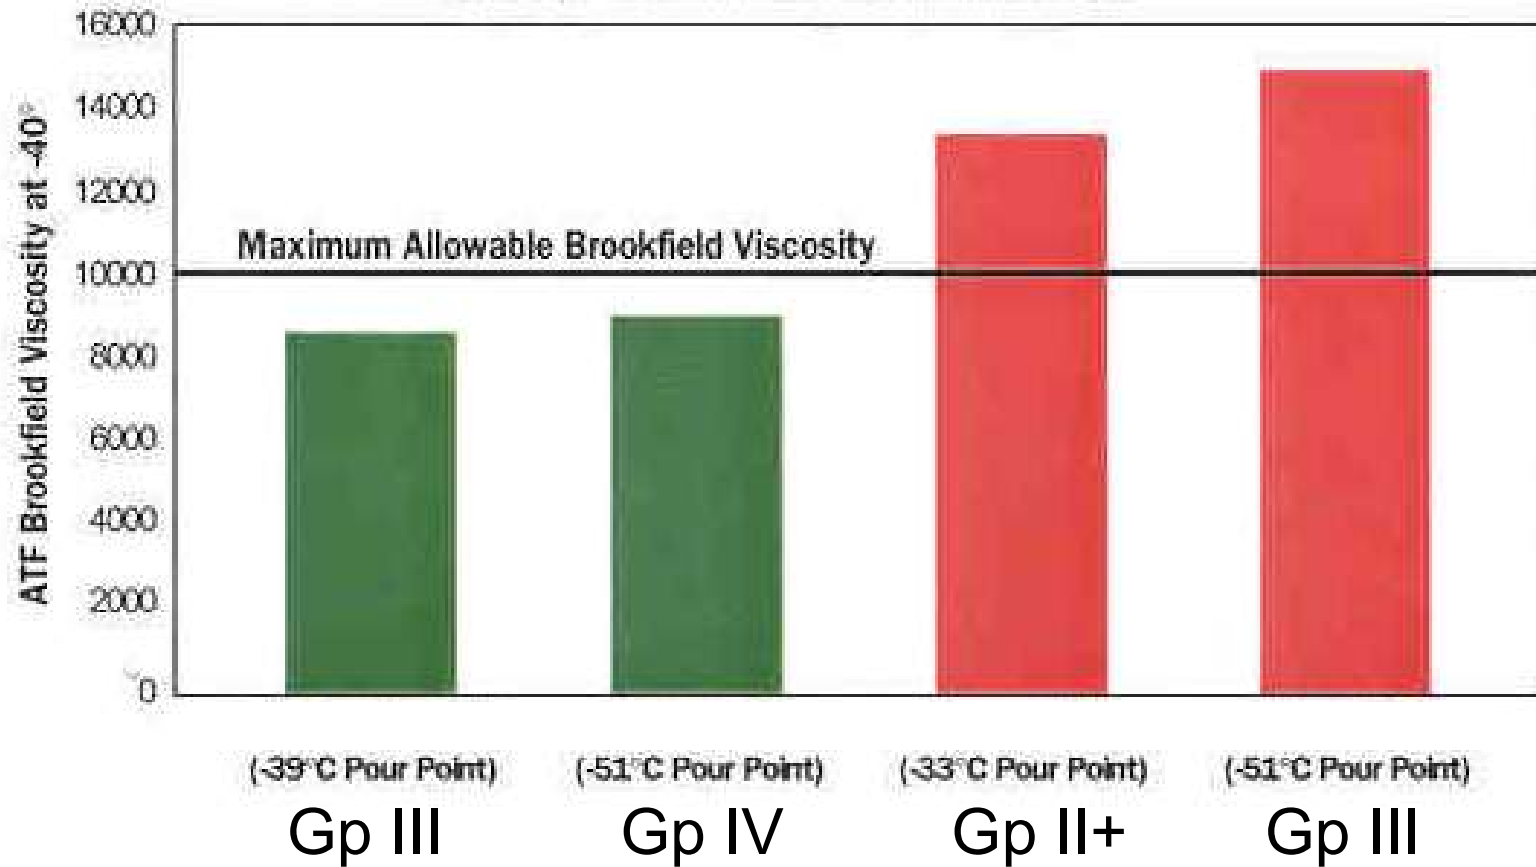 16000
14000
12000
10000
8000
6000
4000
2000
0
ATF Brookfield Viscosity at -40°
Maximum Allowable Brookfield Viscosity
(-39°C Pour Point)
(-51°C Pour Point)
(-33°C Pour Point)
(-51°C Pour Point)
Gp III
Gp IV
Gp II+
Gp III